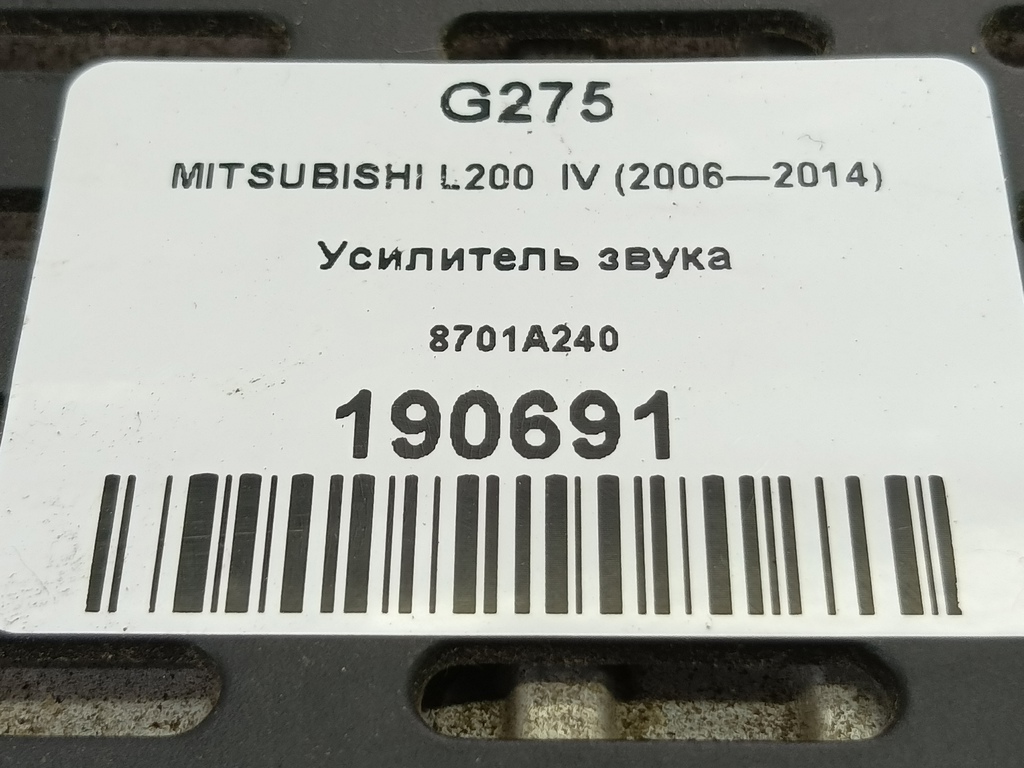 G275
MITSUBISHI L200 IV (2006—2014)
Усилитель звука
8701A240
190691